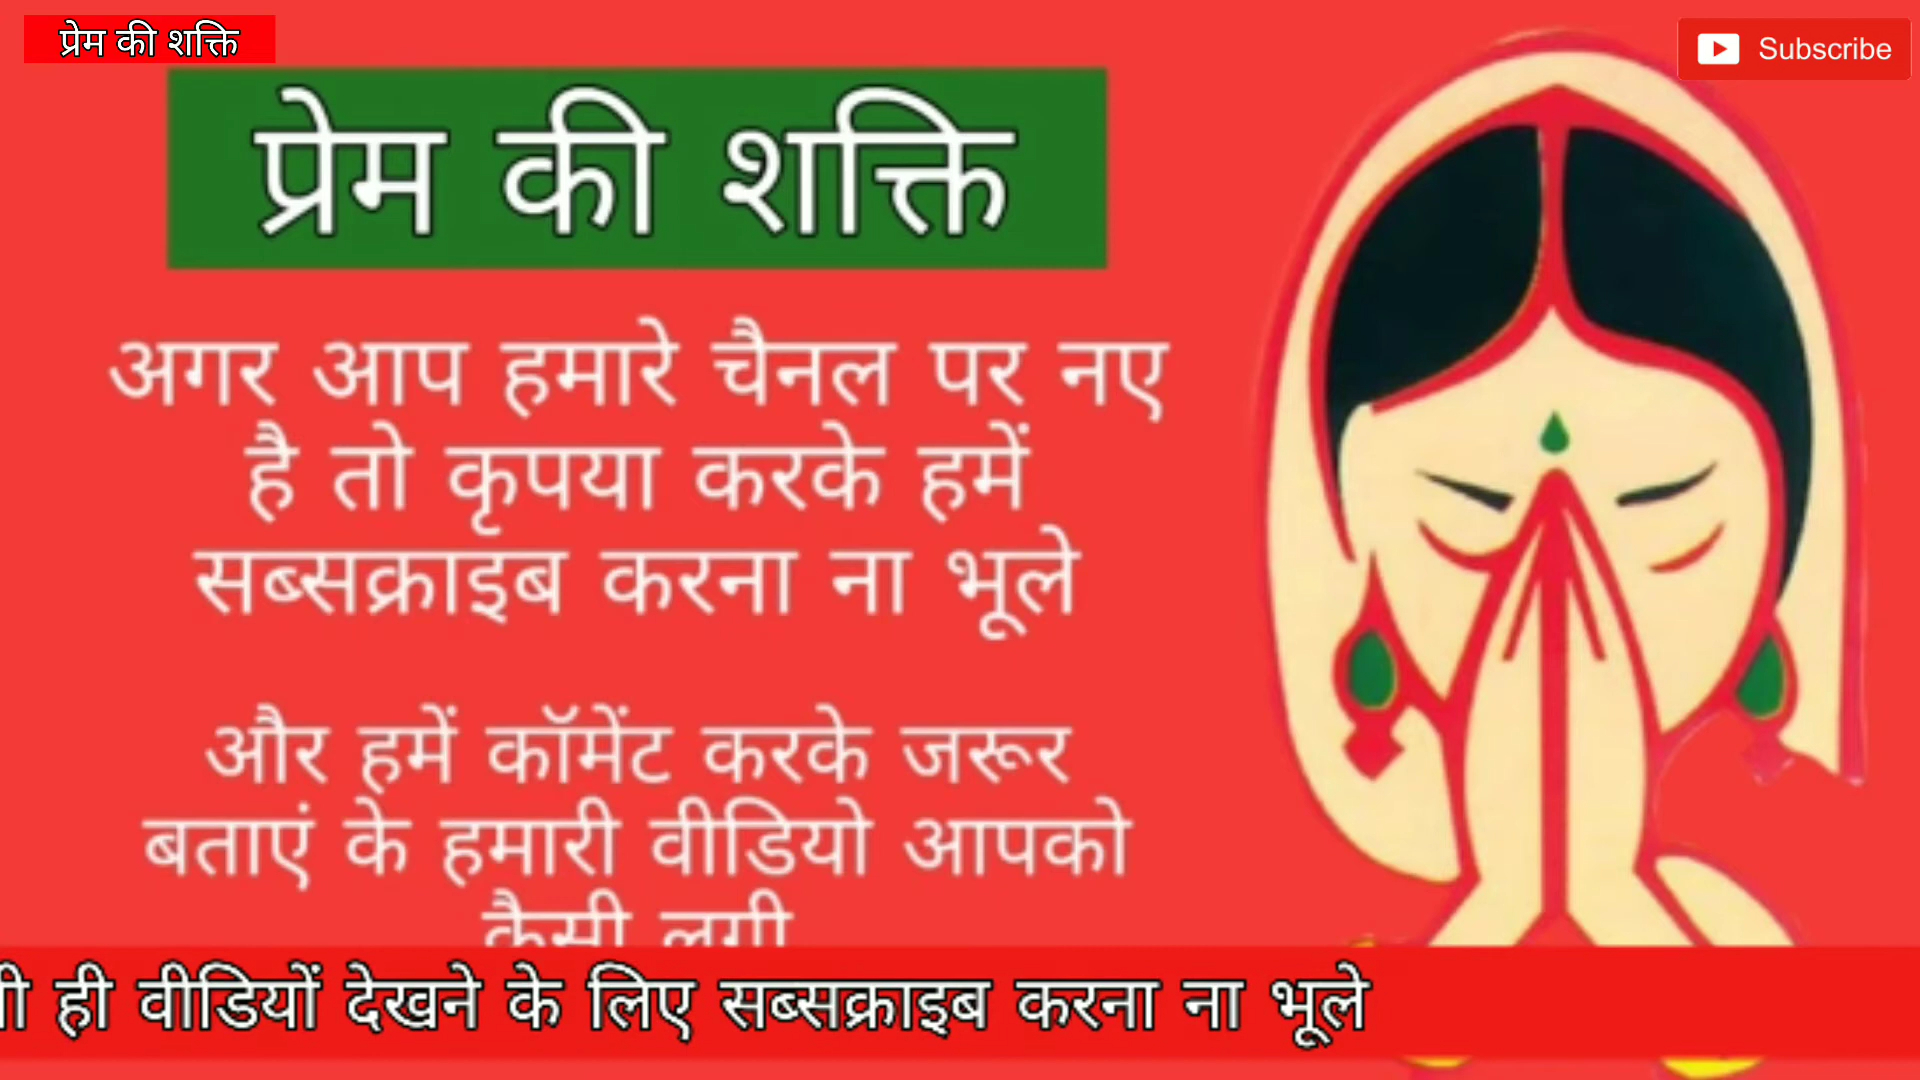 प्रेम की शक्ति
Subscribe
प्रेम की शक्ति
अगर आप हमारे चैनल पर नए
है तो कृपया करके हमें
सब्सक्राइब करना ना भूले
और हमें कॉमेंट करके जरूर
बताएं के हमारी वीडियो आपको
कैसी लगी
ही वीडियों देखने के लिए सब्सक्राइब करना ना भूले